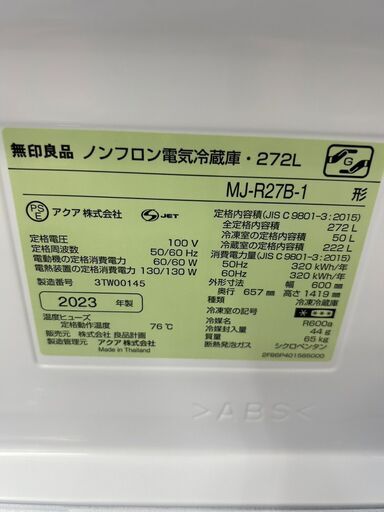 無印良品 ノンフロン電気冷蔵庫・272L
G
MJ-R27B-1 形
PS
E
アクア 株式会社
S JET
定格電圧 100 V
定格周波数 50/60 Hz
電動機の定格消費電力 60/60 W
電熱装置の定格消費電力 130/130 W
製造番号 3TW00145
2023 年製
温度ヒューズ
定格動作温度 76℃
販売元 株式会社 良品計画
製造管理元 アクア 株式会社
Made in Thailand
定格内容積(JIS C 9801-3:2015)
全定格内容積 272 L
冷凍室の定格内容積 50 L
冷蔵室の定格内容積 222 L
消費電力量(JIS C 9801-3:2015)
50Hz 320 kWh/年
60Hz 320 kWh/年
外形寸法 幅 600 mm
奥行 657 mm 高さ 1419 mm
種類 冷凍冷蔵庫
冷凍室の記号 ****
冷媒名 R600a
冷媒封入量 44 g
質量 65 kg
断熱発泡ガス シクロペンタン
2FB6P401565000
>ABS<